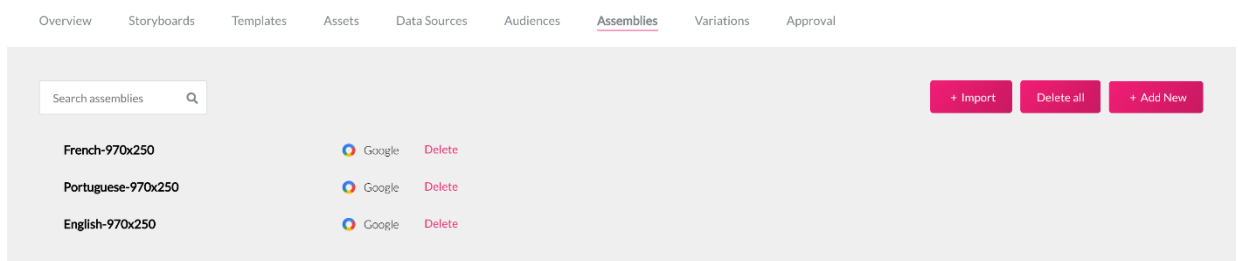 Overview Storyboards Templates Assets Data Sources Audiences Assemblies Variations Approval
Search assemblies + Import Delete all + Add New
French-970x250 Google Delete
Portuguese-970x250 Google Delete
English-970x250 Google Delete